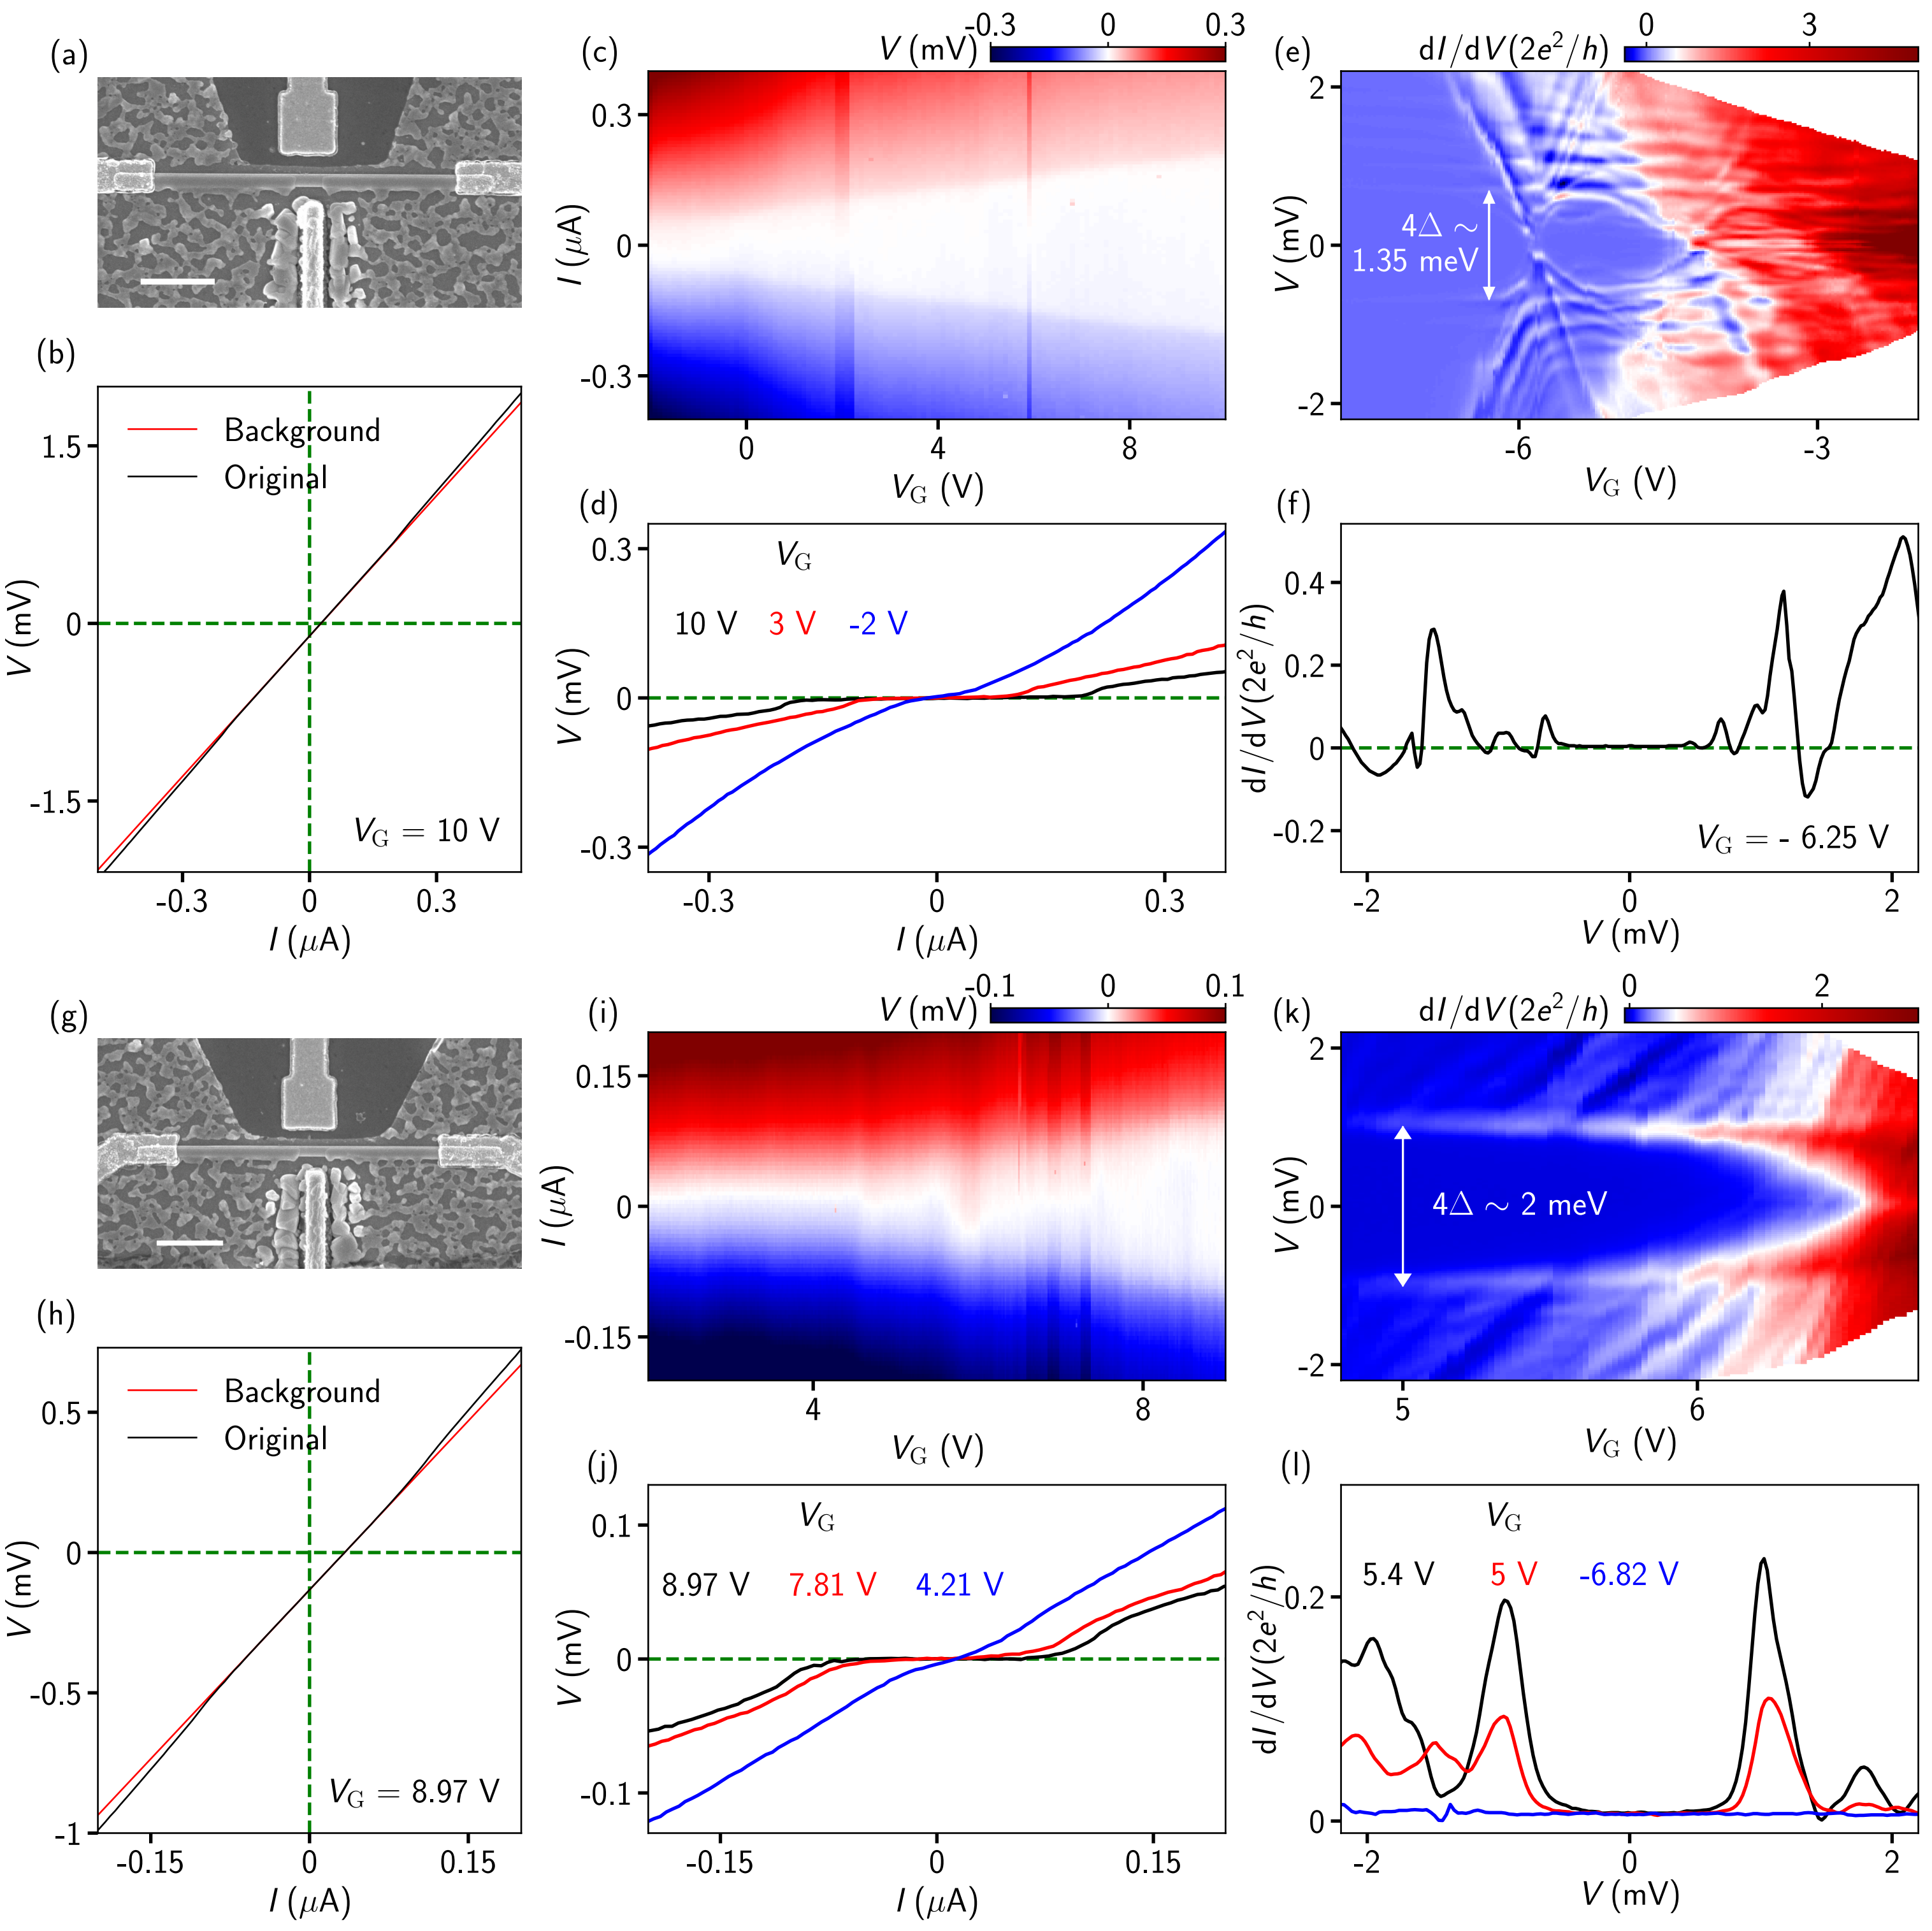 (a)
(b)
1.5
0
-1.5
V (mV)
Background
Original
V_G = 10 V
-0.3
0
0.3
I (μA)
(c)
V (mV)
-0.3
0
0.3
0.3
0
-0.3
I (μA)
0
4
8
V_G (V)
(d)
0.3
0
-0.3
V (mV)
V_G
10 V 3 V -2 V
-0.3
0
0.3
I (μA)
(e)
dI/dV(2e²/h)
0
3
2
0
-2
V (mV)
4Δ ∼
1.35 meV
-6
-3
V_G (V)
(f)
0.4
0.2
0
-0.2
dI/dV(2e²/h)
V_G = - 6.25 V
-2
0
2
V (mV)
(g)
(h)
0.5
0
-0.5
-1
V (mV)
Background
Original
V_G = 8.97 V
-0.15
0
0.15
I (μA)
(i)
V (mV)
-0.1
0
0.1
0.15
0
-0.15
I (μA)
4
8
V_G (V)
(j)
0.1
0
-0.1
V (mV)
V_G
8.97 V 7.81 V 4.21 V
-0.15
0
0.15
I (μA)
(k)
dI/dV(2e²/h)
0
2
2
0
-2
V (mV)
4Δ ∼ 2 meV
5
6
V_G (V)
(l)
0.2
0
dI/dV(2e²/h)
V_G
5.4 V 5 V -6.82 V
-2
0
2
V (mV)